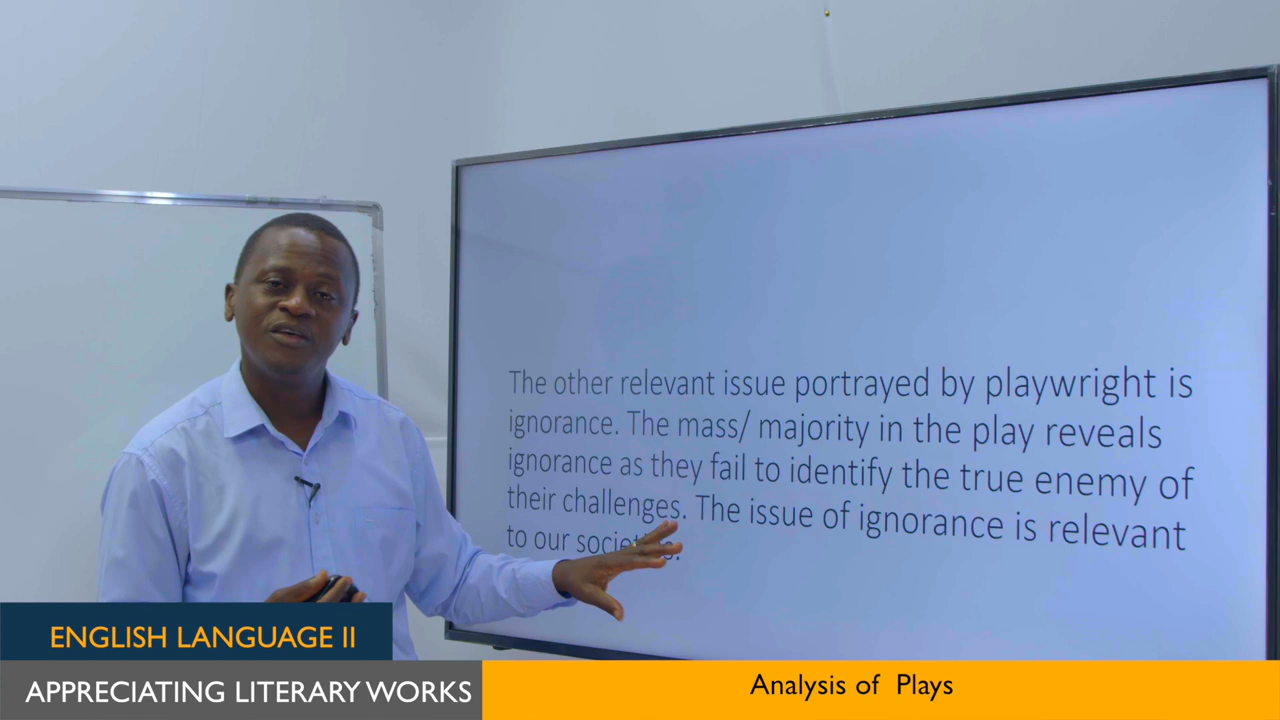 The other relevant issue portrayed by playwright is
ignorance. The mass/ majority in the play reveals
ignorance as they fail to identify the true enemy of
their challenges. The issue of ignorance is relevant
to our
ENGLISH LANGUAGE II
APPRECIATING LITERARY WORKS
Analysis of Plays